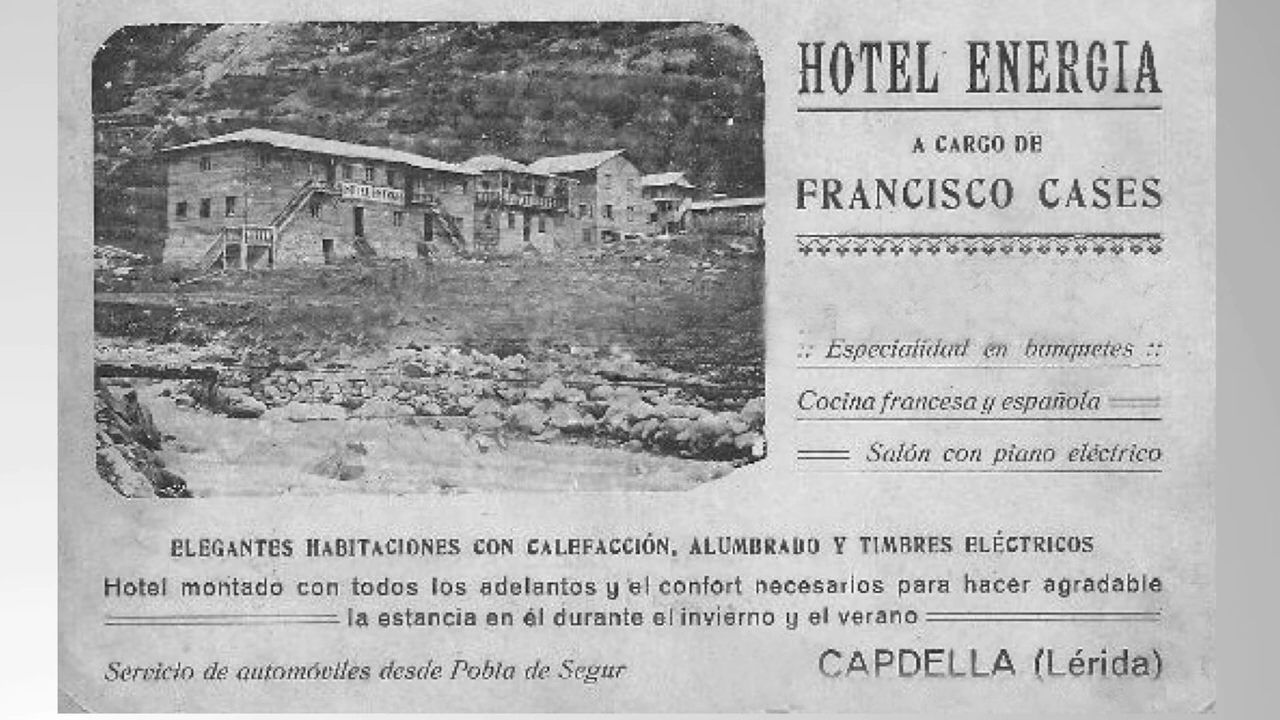 HOTEL ENERGIA
A CARGO DE
FRANCISCO CASES
:: Especialidad en banquetes ::
Cocina francesa y española
Salón con piano eléctrico
ELEGANTES HABITACIONES CON CALEFACCIÓN, ALUMBRADO Y TIMBRES ELÉCTRICOS
Hotel montado con todos los adelantos y el confort necesarios para hacer agradable
la estancia en él durante el invierno y el verano
Servicio de automóviles desde Pobla de Segur
CAPDELLA (Lérida)